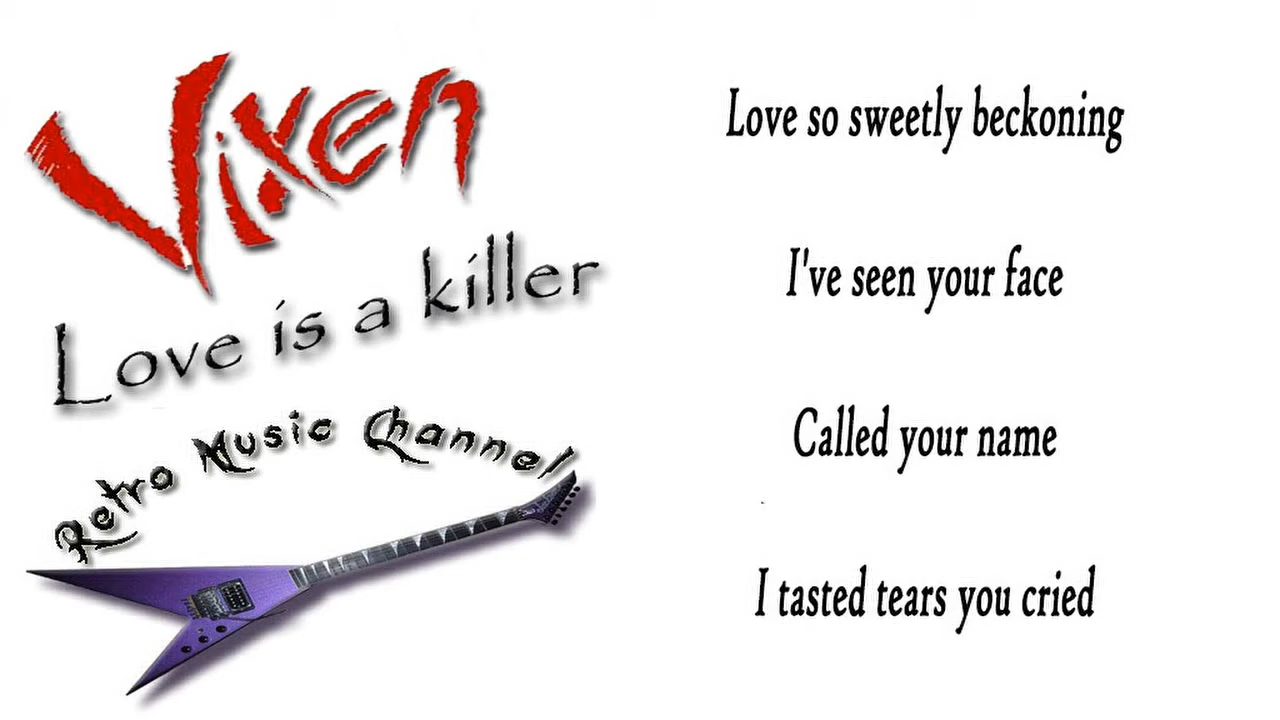 Vixen
Love is a killer
Retro Music Channel
Love so sweetly beckoning
I've seen your face
Called your name
I tasted tears you cried